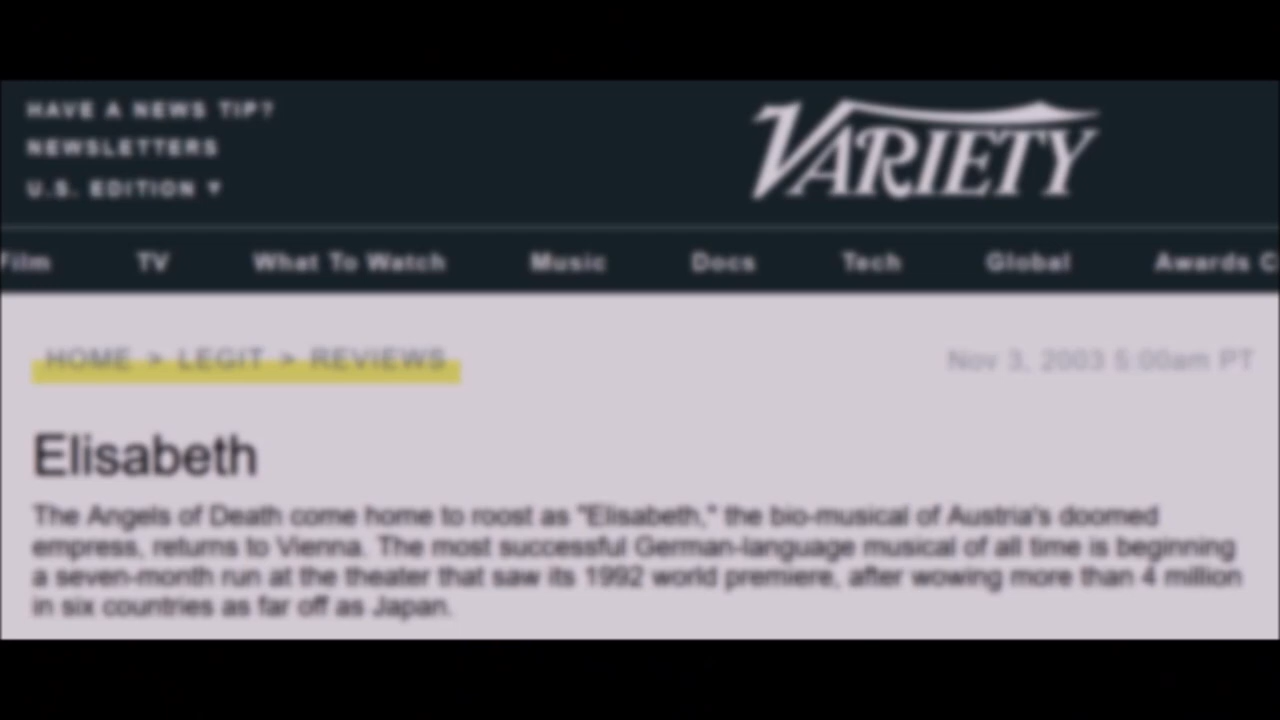 HAVE A NEWS TIP?
NEWSLETTERS
U.S. EDITION ▼
VARIETY
Film TV What To Watch Music Docs Tech Global Awards C
HOME > LEGIT > REVIEWS
Nov 3, 2003 5:00am PT
Elisabeth
The Angels of Death come home to roost as "Elisabeth," the bio-musical of Austria's doomed
empress, returns to Vienna. The most successful German-language musical of all time is beginning
a seven-month run at the theater that saw its 1992 world premiere, after wowing more than 4 million
in six countries as far off as Japan.